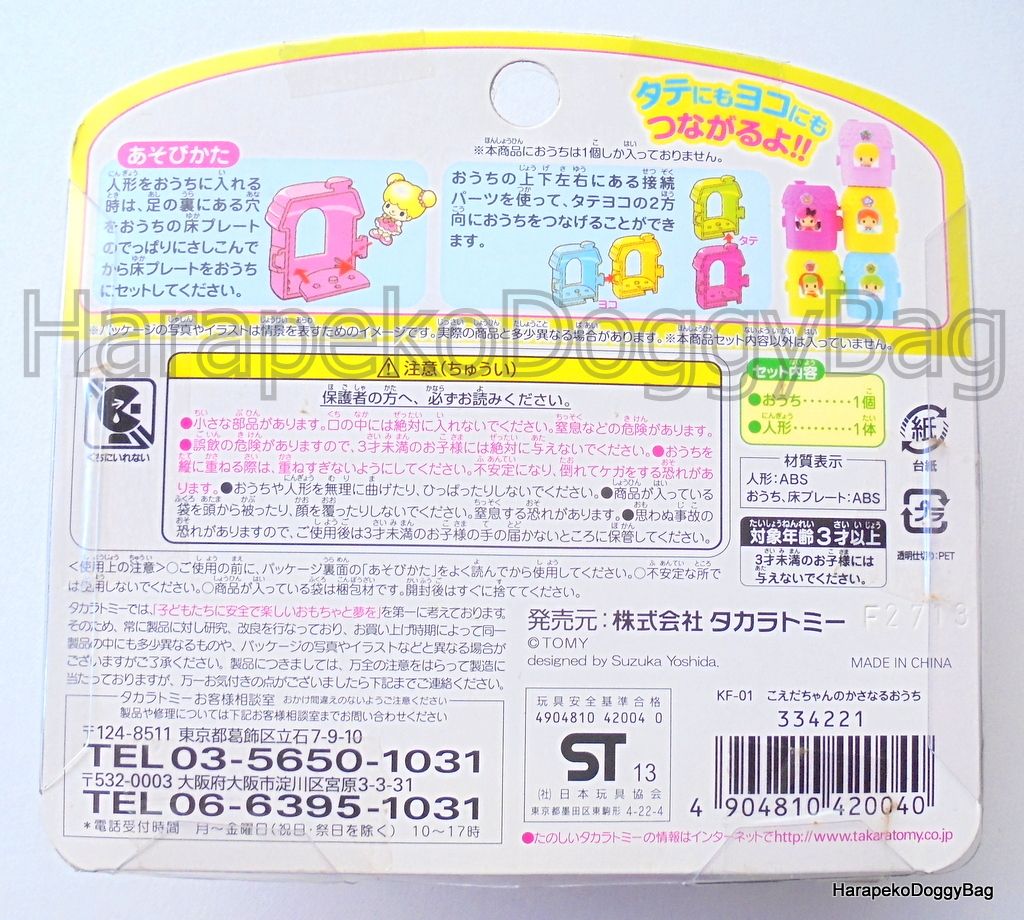 タテにもヨコにも
つながるよ!!
※本商品におうちは1個しか入っておりません。
あそびかた
人形をおうちに入れる
時は、足の裏にある穴
をおうちの床プレート
のでっぱりにさしこんで
から床プレートをおうち
にセットしてください。
おうちの上下左右にある接続
パーツを使って、タテヨコの2方
向におうちをつなげることができ
ます。
タテ
ヨコ
※パッケージの写真やイラストは情景を表すためのイメージです。実際の商品と多少異なる場合があります。※本商品セット内容以外は入っていません。
HarapekoDoggyBag
⚠注意(ちゅうい)
保護者の方へ、必ずお読みください。
●小さな部品があります。口の中には絶対に入れないでください。窒息などの危険があります。
●誤飲の危険がありますので、3才未満のお子様には絶対に与えないでください。●おうちを
縦に重ねる際は、重ねすぎないようにしてください。不安定になり、倒れてケガをする恐れがあ
ります。●おうちや人形を無理に曲げたり、ひっぱったりしないでください。●商品が入っている
袋を頭から被ったり、顔を覆ったりしないでください。窒息する恐れがあります。●思わぬ事故の
恐れがありますので、ご使用後は3才未満のお子様の手の届かないところに保管してください。
くちにいれない
セット内容
●おうち……1個
●人形……1体
紙
台紙
材質表示
人形:ABS
おうち、床プレート:ABS
対象年齢3才以上
3才未満のお子様には
与えないでください。
プラ
透明仕切り:PET
<使用上の注意>○ご使用の前に、パッケージ裏面の「あそびかた」をよく読んでから使用してください。○不安定な所で
は使用しないでください。○商品が入っている袋は梱包材です。開封後はすぐに捨ててください。
タカラトミーでは、「子どもたちに安全で楽しいおもちゃと夢を」を第一に考えております。
そのため、常に製品に対し研究、改良を行なっており、お買い上げ時期によって同一
製品の中にも多少異なるものや、パッケージの写真やイラストなどと異なる場合が
ございますがご了承ください。製品につきましては、万全の注意をはらって製造に
当たっておりますが、万一お気付きの点がございましたら下記までご連絡ください。
発売元:株式会社 タカラトミー
F2713
©TOMY
designed by Suzuka Yoshida.
MADE IN CHINA
タカラトミーお客様相談室 おかけ間違えのないようご注意ください
製品や修理については下記お客様相談室までお問い合わせください
〒124-8511 東京都葛飾区立石7-9-10
TEL 03-5650-1031
〒532-0003 大阪府大阪市淀川区宮原3-3-31
TEL 06-6395-1031
*電話受付時間 月〜金曜日(祝日・祭日を除く) 10〜17時
玩具安全基準合格
4904810 42004 0
ST 13
(社)日本玩具協会
東京都墨田区東駒形 4-22-4
KF-01 こえだちゃんのかさなるおうち
334221
4 904810 420040
●たのしいタカラトミーの情報はインターネットでhttp://www.takaratomy.co.jp
HarapekoDoggyBag